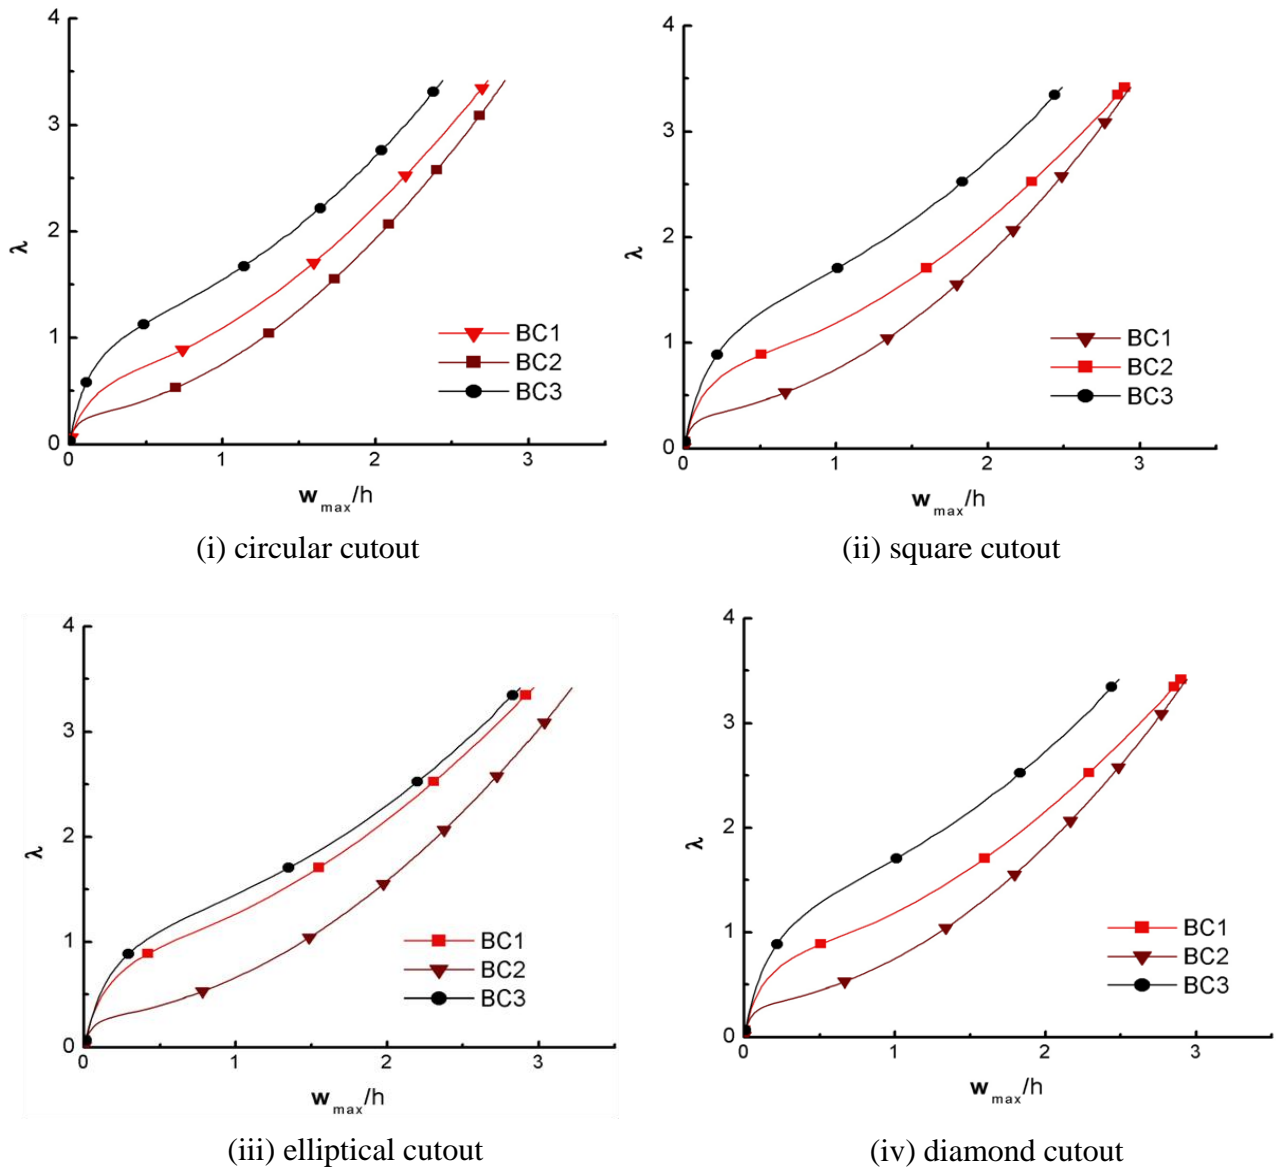 4
3
λ
2
1
0
0
1
2
3
w max/h
BC1
BC2
BC3
(i) circular cutout
4
3
λ
2
1
0
0
1
2
3
w max/h
BC1
BC2
BC3
(ii) square cutout
4
3
λ
2
1
0
0
1
2
3
w max/h
BC1
BC2
BC3
(iii) elliptical cutout
4
3
λ
2
1
0
0
1
2
3
w max/h
BC1
BC2
BC3
(iv) diamond cutout